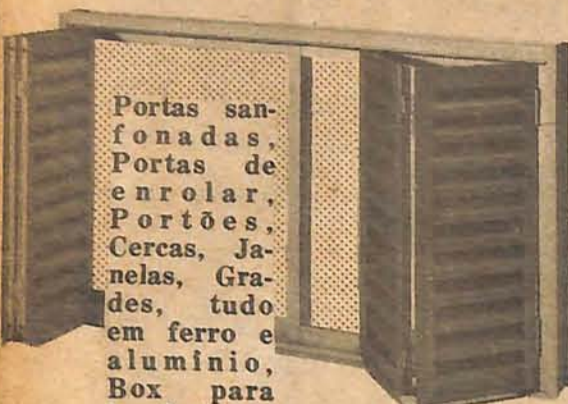 Portas san-
fonadas,
Portas de
enrolar,
Portões,
Cercas, Ja-
nelas, Gra-
des, tudo
em ferro e
alumínio,
Box para